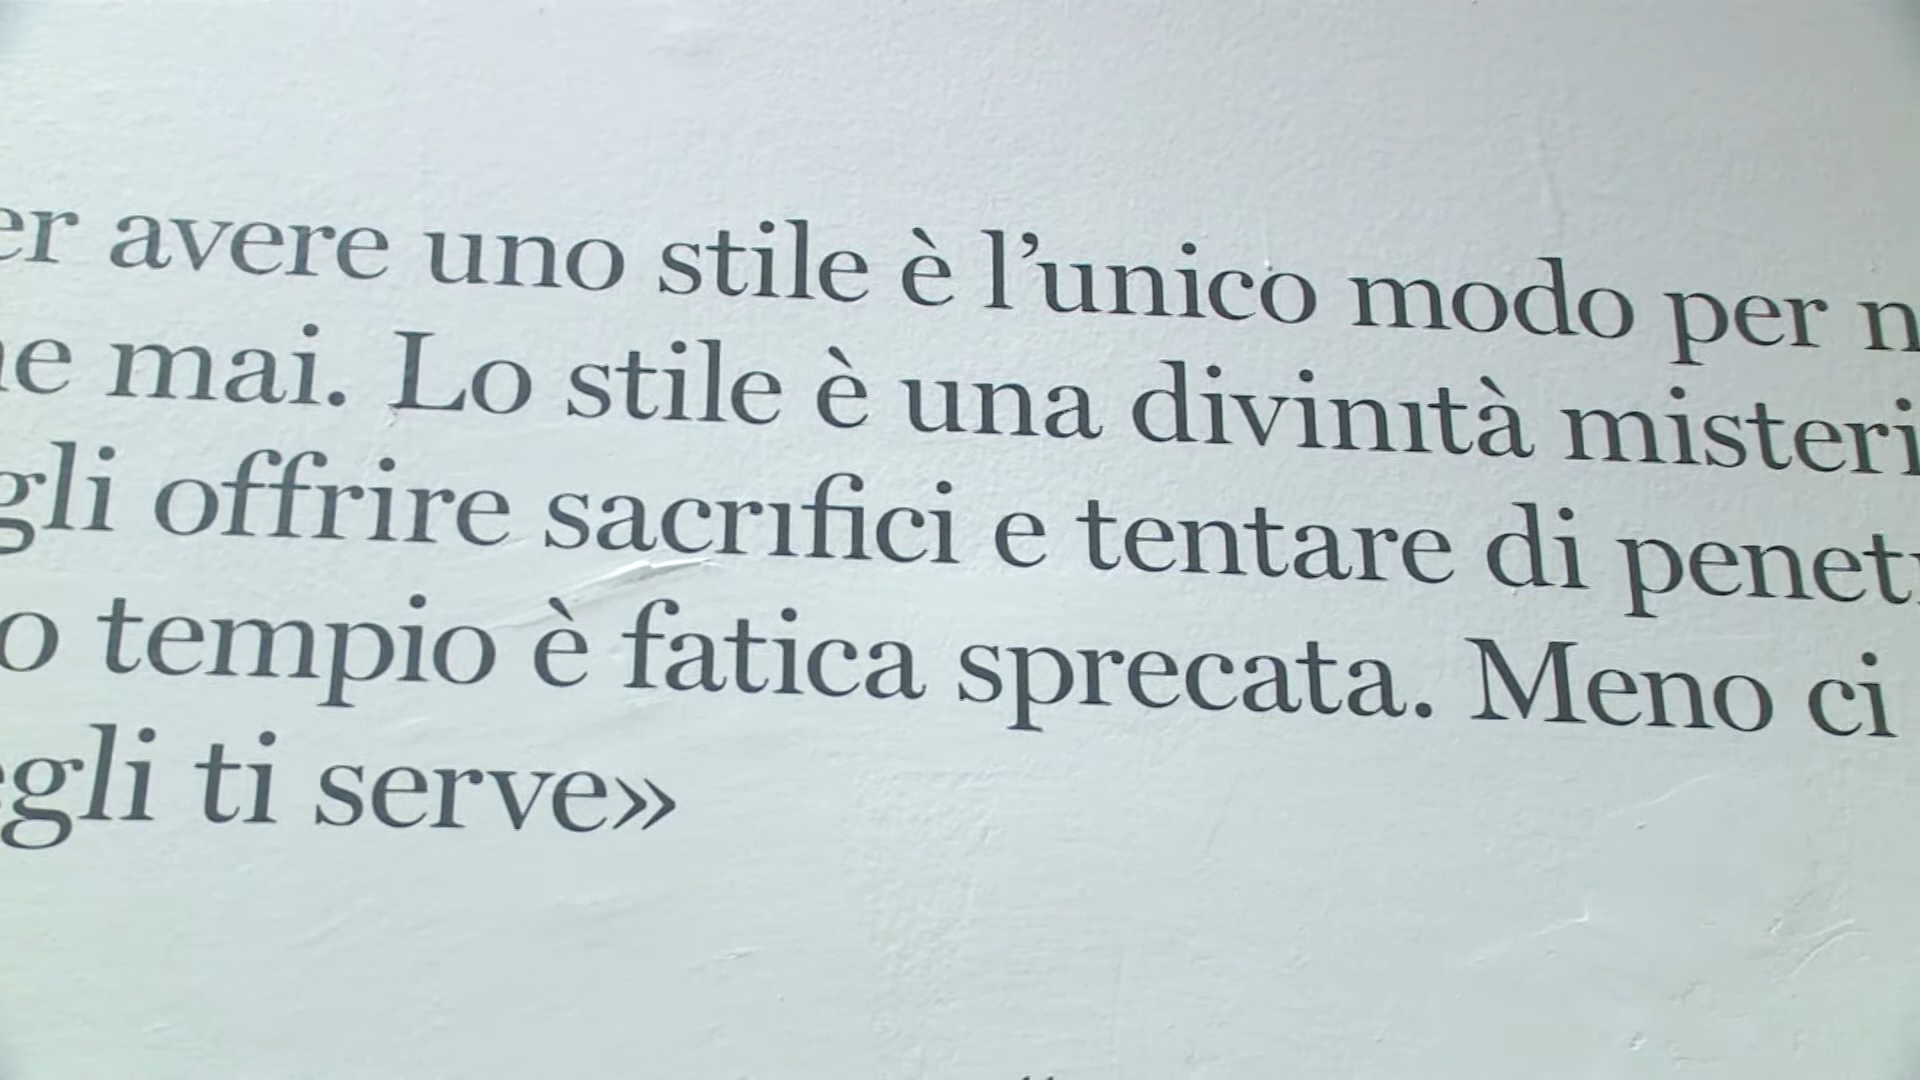 er avere uno stile è l'unico modo per n
e mai. Lo stile è una divinità misteri
gli offrire sacrifici e tentare di penet
o tempio è fatica sprecata. Meno ci
gli ti serve»